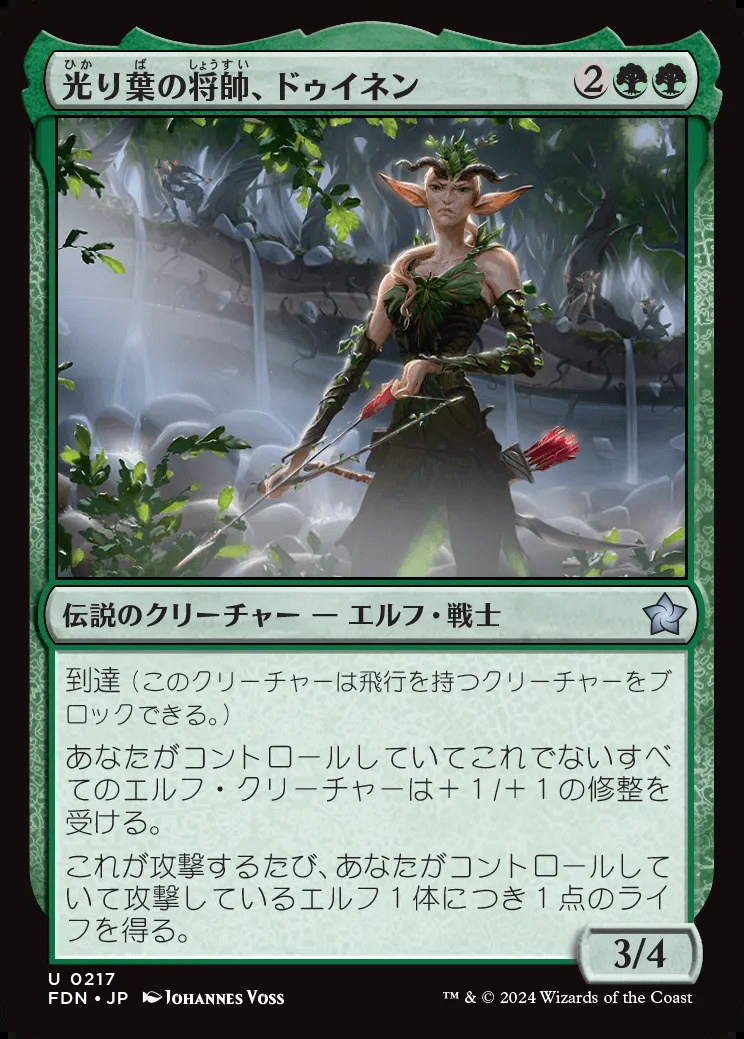 ひか ば しょうすい
光り葉の将帥、ドゥイネン 2
伝説のクリーチャー — エルフ・戦士
到達（このクリーチャーは飛行を持つクリーチャーをブ
ロックできる。）
あなたがコントロールしていてこれでないすべ
てのエルフ・クリーチャーは＋１/＋１の修整を
受ける。
これが攻撃するたび、あなたがコントロールして
いて攻撃しているエルフ１体につき１点のライ
フを得る。
3/4
U 0217
FDN • JP Johannes Voss
™ & © 2024 Wizards of the Coast